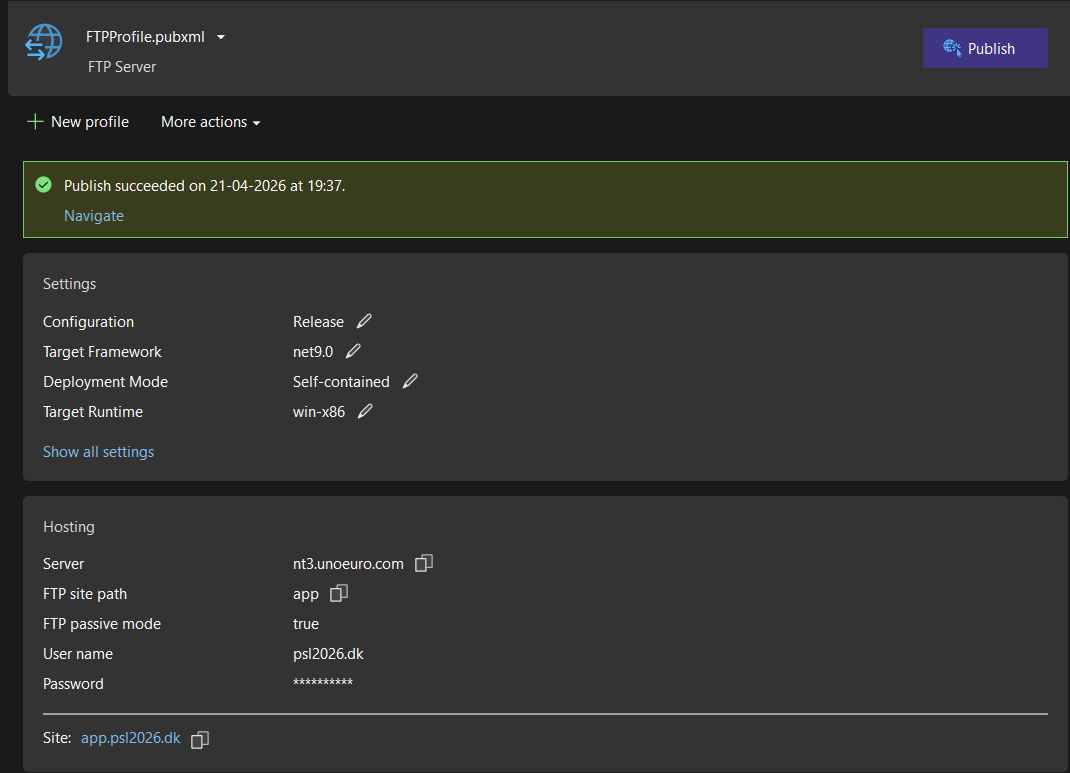 FTPProfile.pubxml
FTP Server
Publish
New profile More actions
Publish succeeded on 21-04-2026 at 19:37.
Navigate
Settings
Configuration Release
Target Framework net9.0
Deployment Mode Self-contained
Target Runtime win-x86
Show all settings
Hosting
Server nt3.unoeuro.com
FTP site path app
FTP passive mode true
User name psl2026.dk
Password **********
Site: app.psl2026.dk